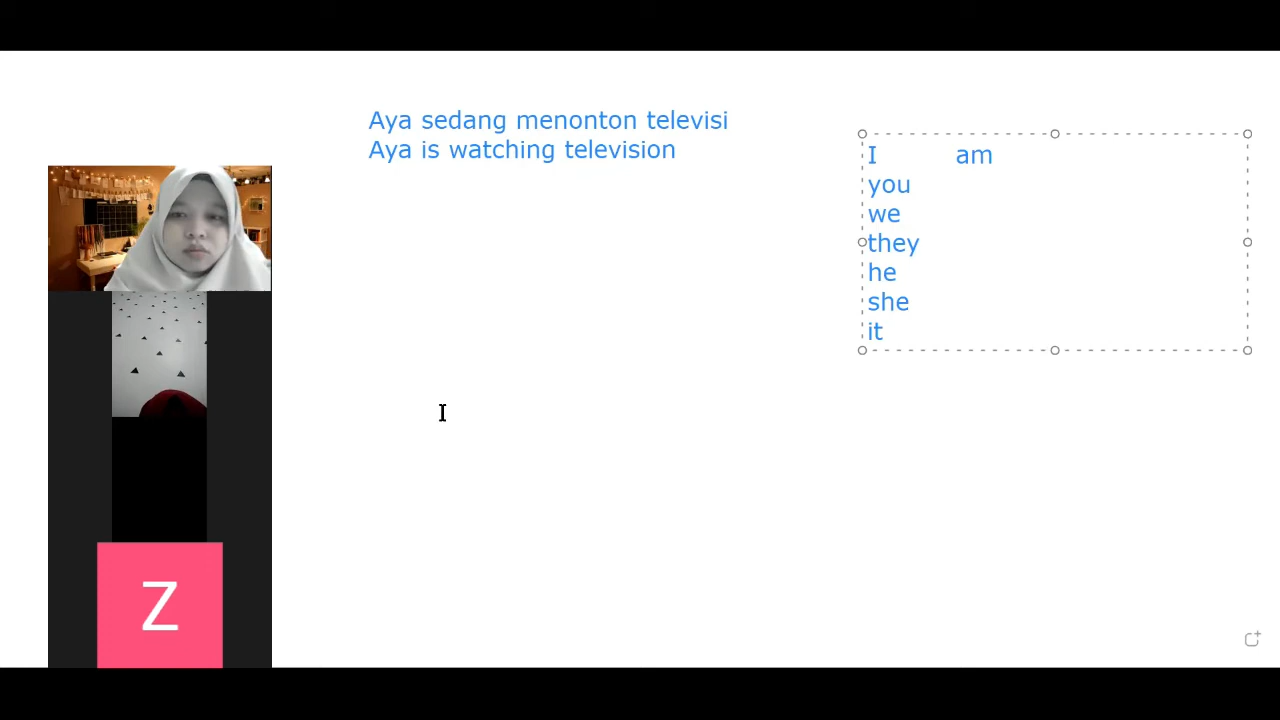 Aya sedang menonton televisi
Aya is watching television
I am
you
we
they
he
she
it
Z